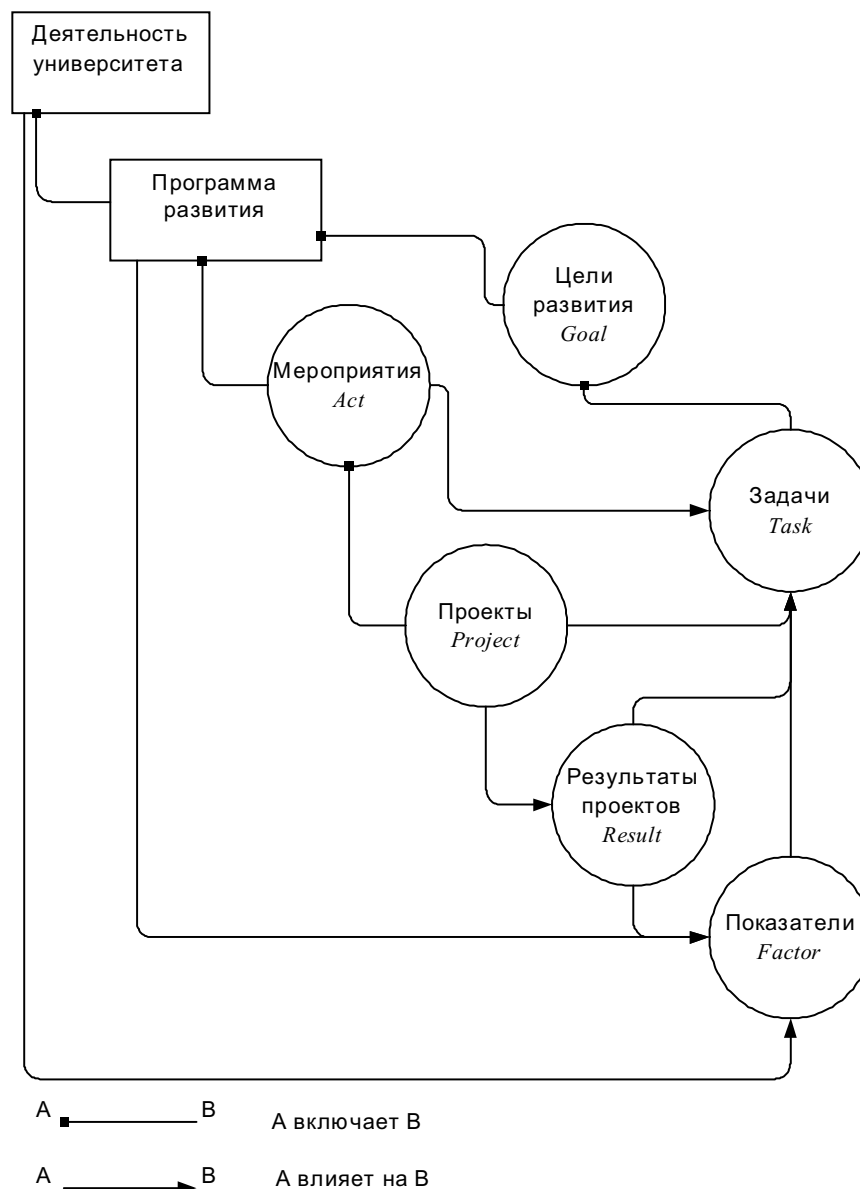 Деятельность
университета
Программа
развития
Цели
развития
Goal
Мероприятия
Act
Задачи
Task
Проекты
Project
Результаты
проектов
Result
Показатели
Factor
А В А включает В
А В А влияет на В